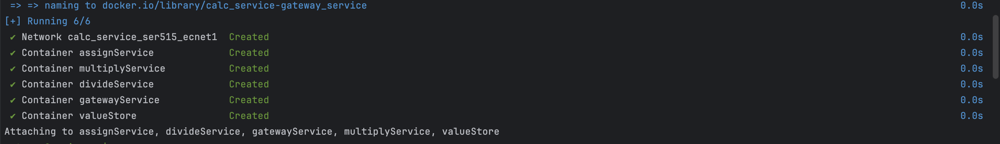 => => naming to docker.io/library/calc_service-gateway_service 0.0s
[+] Running 6/6
✔ Network calc_service_ser515_ecnet1 Created 0.0s
✔ Container assignService Created 0.0s
✔ Container multiplyService Created 0.0s
✔ Container divideService Created 0.0s
✔ Container gatewayService Created 0.0s
✔ Container valueStore Created 0.0s
Attaching to assignService, divideService, gatewayService, multiplyService, valueStore